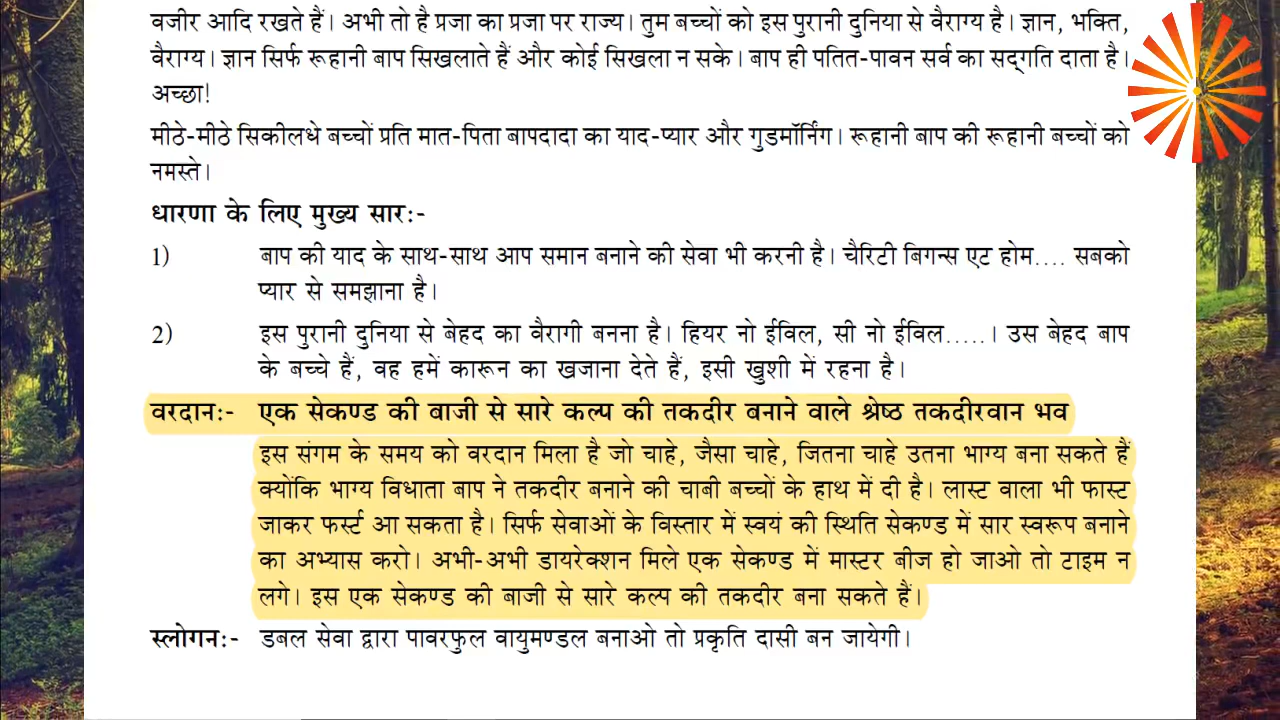 वजीर आदि रखते हैं। अभी तो है प्रजा का प्रजा पर राज्य। तुम बच्चों को इस पुरानी दुनिया से वैराग्य है। ज्ञान, भक्ति,
वैराग्य। ज्ञान सिर्फ रूहानी बाप सिखलाते हैं और कोई सिखला न सके। बाप ही पतित-पावन सर्व का सद्गति दाता है।
अच्छा!
मीठे-मीठे सिकीलधे बच्चों प्रति मात-पिता बापदादा का याद-प्यार और गुडमॉर्निंग। रूहानी बाप की रूहानी बच्चों को
नमस्ते।
धारणा के लिए मुख्य सार:-
1) बाप की याद के साथ-साथ आप समान बनाने की सेवा भी करनी है। चैरिटी बिगन्स एट होम.... सबको
प्यार से समझाना है।
2) इस पुरानी दुनिया से बेहद का वैरागी बनना है। हियर नो ईविल, सी नो ईविल.....। उस बेहद बाप
के बच्चे हैं, वह हमें कारून का खजाना देते हैं, इसी खुशी में रहना है।
वरदान:- एक सेकण्ड की बाजी से सारे कल्प की तकदीर बनाने वाले श्रेष्ठ तकदीरवान भव
इस संगम के समय को वरदान मिला है जो चाहे, जैसा चाहे, जितना चाहे उतना भाग्य बना सकते हैं
क्योंकि भाग्य विधाता बाप ने तकदीर बनाने की चाबी बच्चों के हाथ में दी है। लास्ट वाला भी फास्ट
जाकर फर्स्ट आ सकता है। सिर्फ सेवाओं के विस्तार में स्वयं की स्थिति सेकण्ड में सार स्वरूप बनाने
का अभ्यास करो। अभी-अभी डायरेक्शन मिले एक सेकण्ड में मास्टर बीज हो जाओ तो टाइम न
लगे। इस एक सेकण्ड की बाजी से सारे कल्प की तकदीर बना सकते हैं।
स्लोगन:- डबल सेवा द्वारा पावरफुल वायुमण्डल बनाओ तो प्रकृति दासी बन जायेगी।